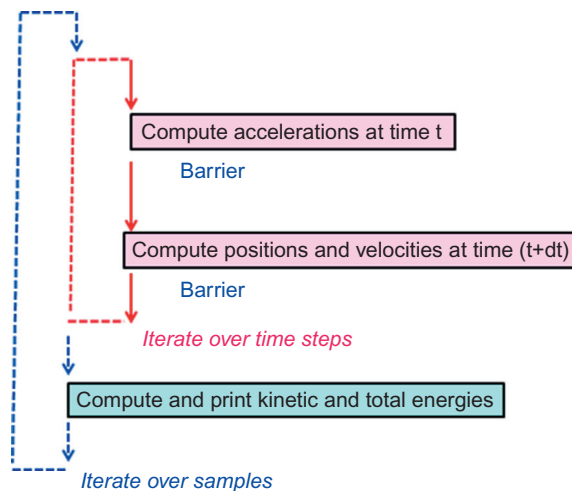 Compute accelerations at time t
Barrier
Compute positions and velocities at time (t+dt)
Barrier
Iterate over time steps
Compute and print kinetic and total energies
Iterate over samples